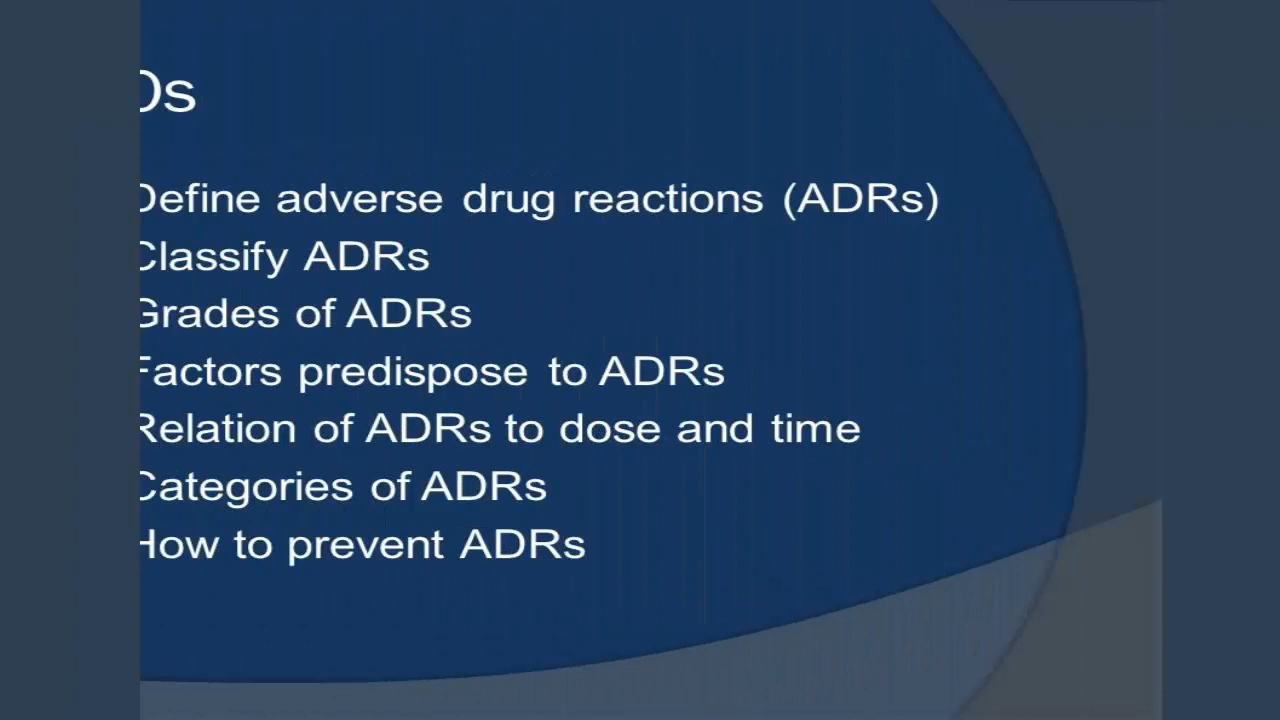 Os
Define adverse drug reactions (ADRs)
Classify ADRs
Grades of ADRs
Factors predispose to ADRs
Relation of ADRs to dose and time
Categories of ADRs
How to prevent ADRs